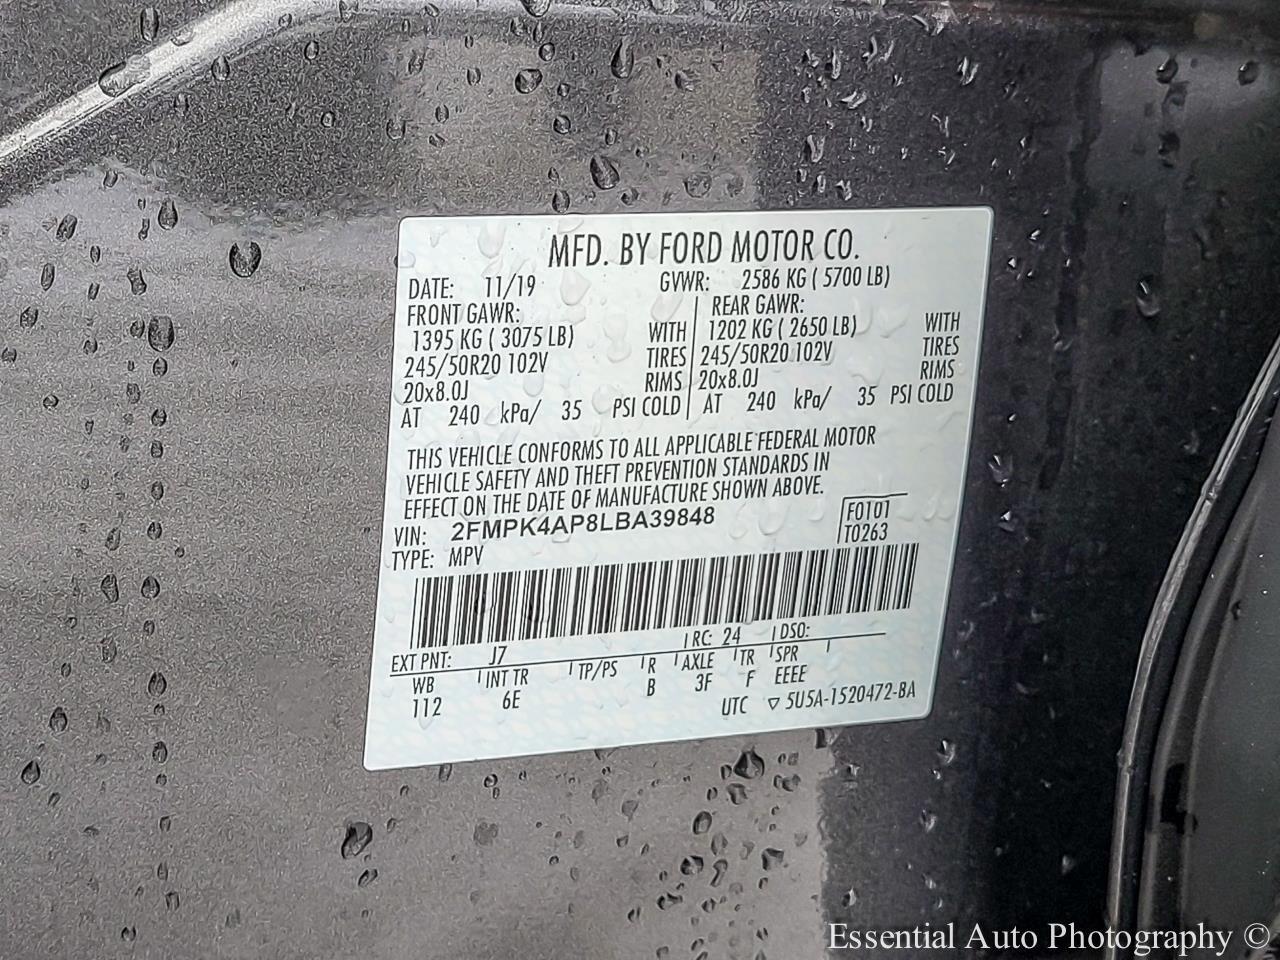 MFD. BY FORD MOTOR CO.
DATE: 11/19 GVWR: 2586 KG ( 5700 LB)
FRONT GAWR: REAR GAWR:
1395 KG ( 3075 LB) WITH 1202 KG ( 2650 LB) WITH
245/50R20 102V TIRES 245/50R20 102V TIRES
20x8.0J RIMS 20x8.0J RIMS
AT 240 kPa/ 35 PSI COLD AT 240 kPa/ 35 PSI COLD
THIS VEHICLE CONFORMS TO ALL APPLICABLE FEDERAL MOTOR
VEHICLE SAFETY AND THEFT PREVENTION STANDARDS IN
EFFECT ON THE DATE OF MANUFACTURE SHOWN ABOVE.
VIN: 2FMPK4AP8LBA39848 F0101
TYPE: MPV T0263
EXT PNT: J7 RC: 24 DSO:
WB INT TR TP/PS R AXLE TR SPR
112 6E B 3F F EEEE
UTC ▽ 5U5A-1520472-BA
Essential Auto Photography ©